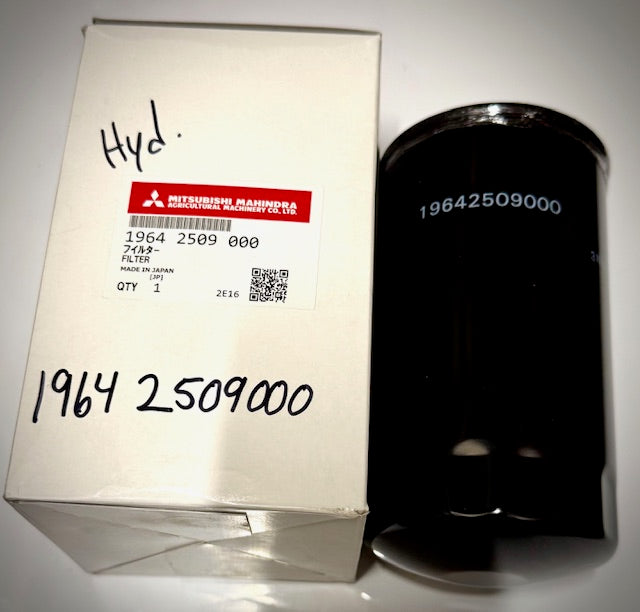 Hyd.
MITSUBISHI MAHINDRA
AGRICULTURAL MACHINERY CO., LTD.
1964 2509 000
フィルター
FILTER
MADE IN JAPAN
[JP]
QTY 1
2E16
1964 2509000
19642509000